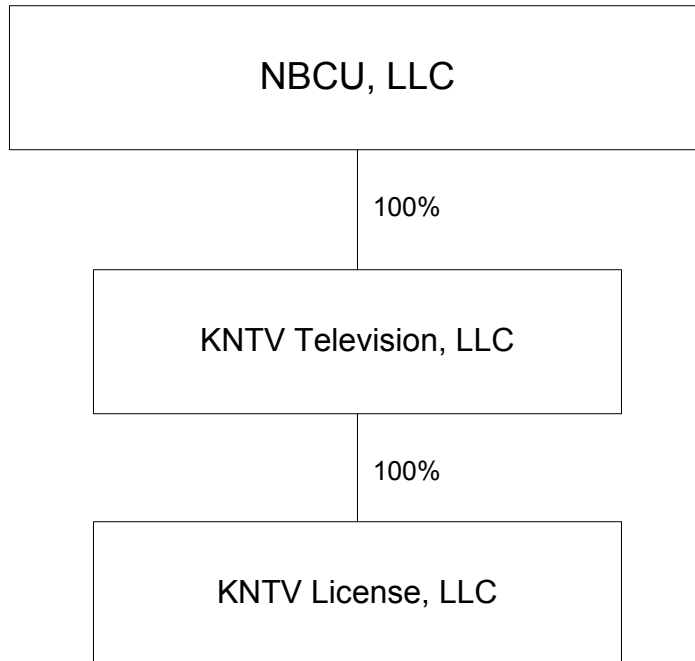 NBCU, LLC
100%
KNTV Television, LLC
100%
KNTV License, LLC